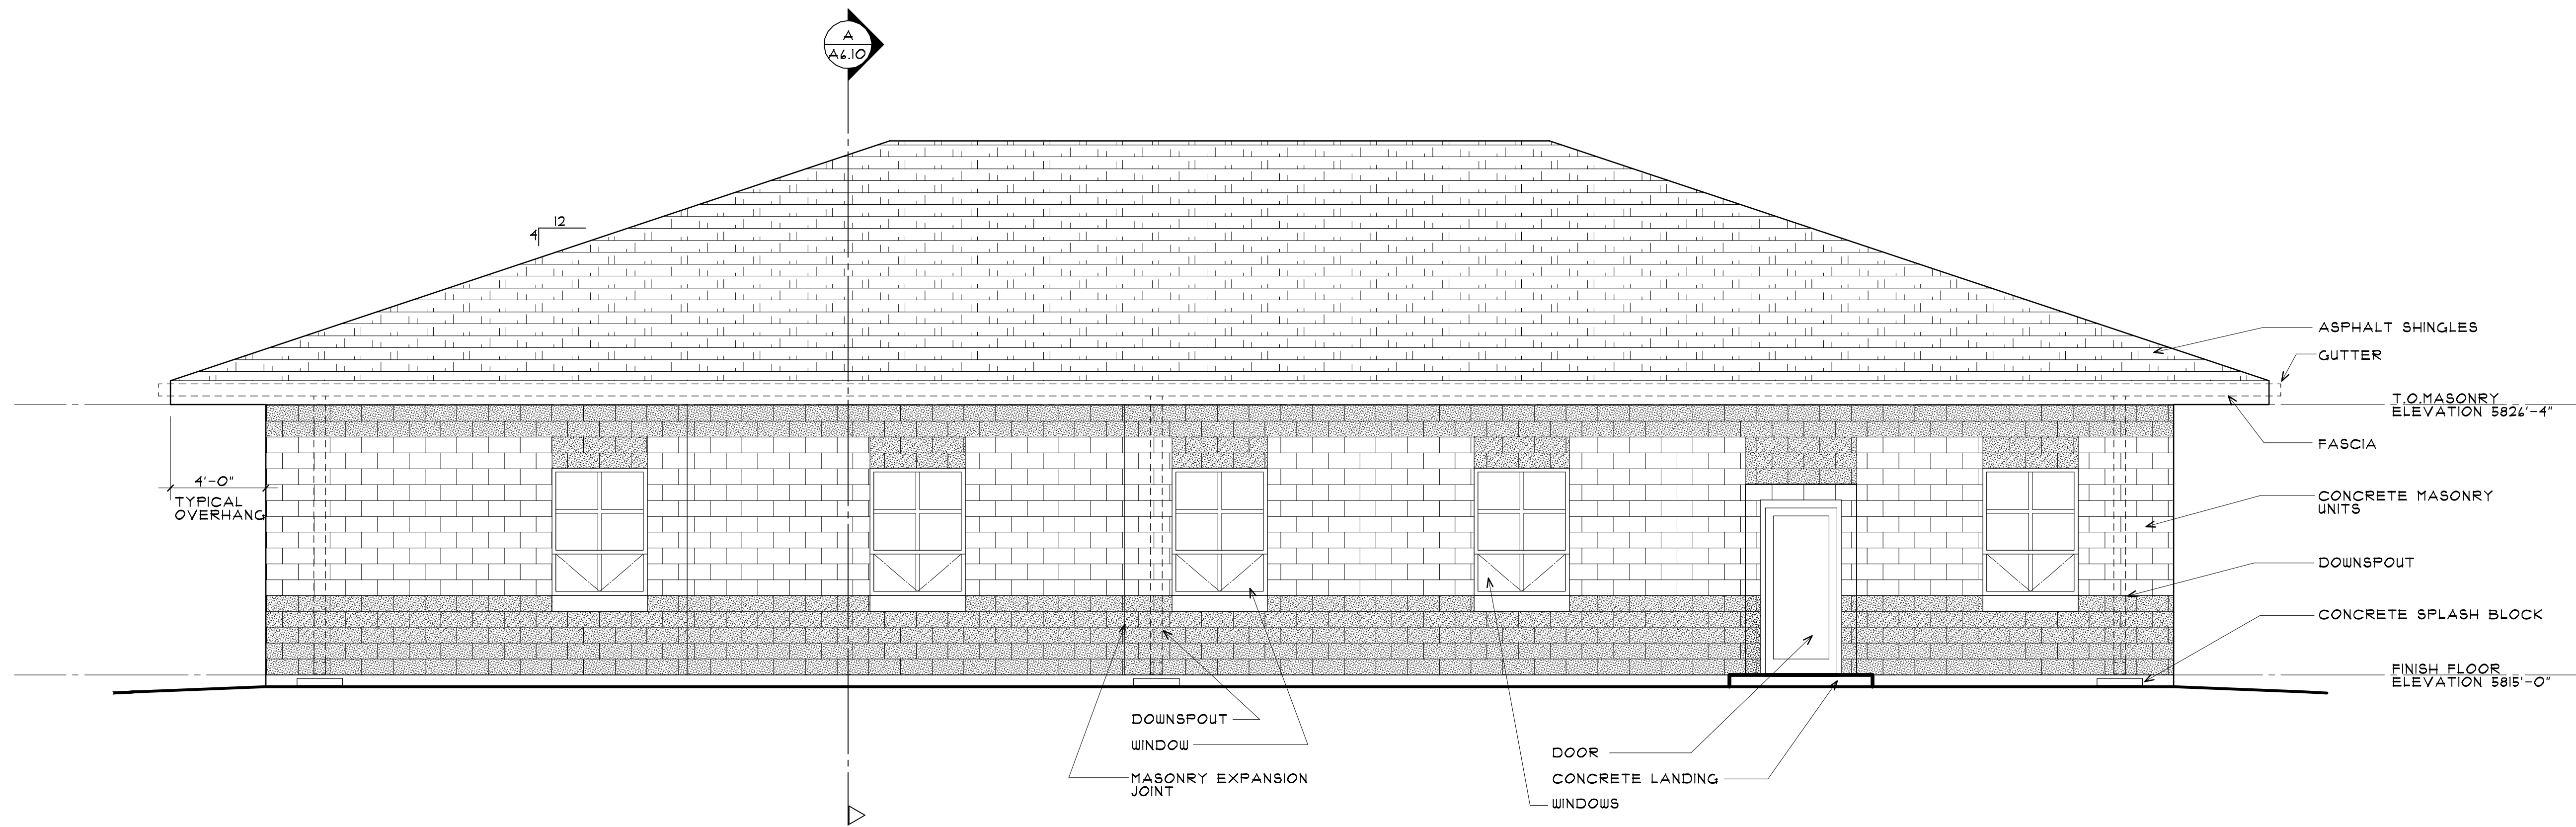 A
A6.10
12
4
ASPHALT SHINGLES
GUTTER
T.O.MASONRY
ELEVATION 5826'-4"
FASCIA
4'-0"
TYPICAL
OVERHANG
CONCRETE MASONRY
UNITS
DOWNSPOUT
CONCRETE SPLASH BLOCK
FINISH FLOOR
ELEVATION 5815'-0"
DOWNSPOUT
WINDOW
MASONRY EXPANSION
JOINT
DOOR
CONCRETE LANDING
WINDOWS